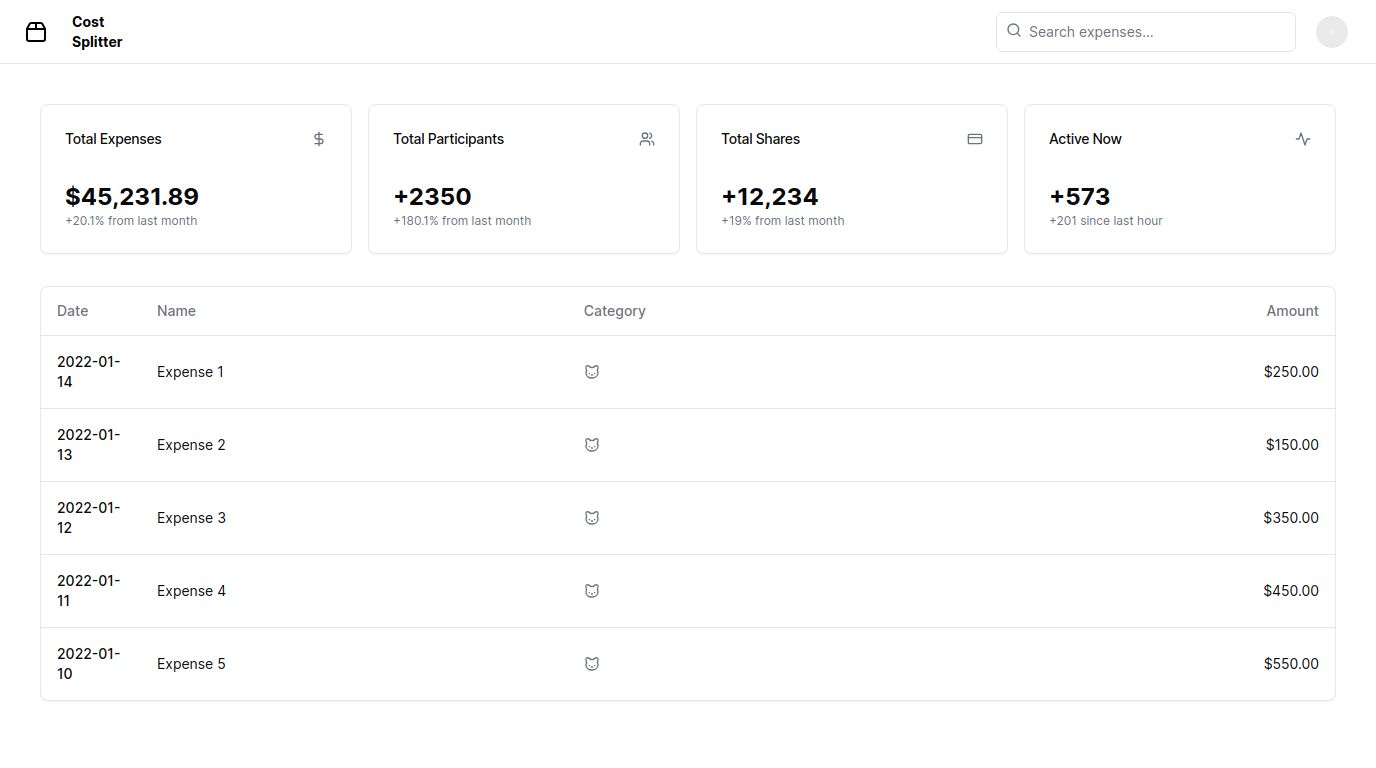 Cost
Splitter
Search expenses...
Total Expenses
$45,231.89
+20.1% from last month
Total Participants
+2350
+180.1% from last month
Total Shares
+12,234
+19% from last month
Active Now
+573
+201 since last hour
Date Name Category Amount
2022-01-
14
Expense 1 $250.00
2022-01-
13
Expense 2 $150.00
2022-01-
12
Expense 3 $350.00
2022-01-
11
Expense 4 $450.00
2022-01-
10
Expense 5 $550.00